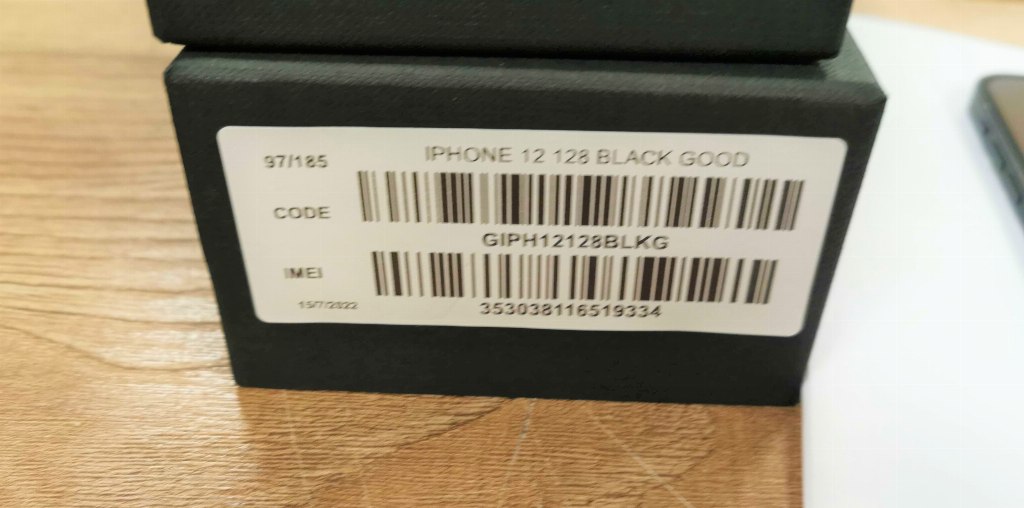 97/185
IPHONE 12 128 BLACK GOOD
CODE
GIPH12128BLKG
IMEI
15/7/2022
353038116519334